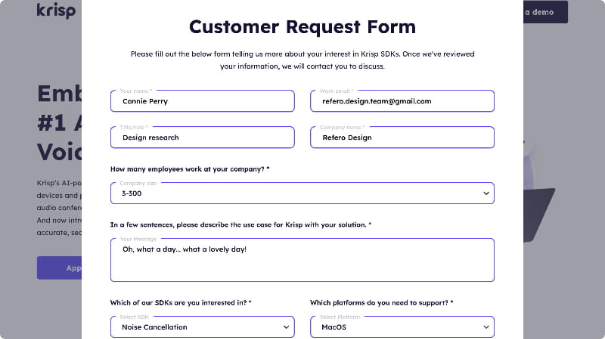 krisp
a demo
Customer Request Form
Please fill out the below form telling us more about your interest in Krisp SDKs. Once we've reviewed
your information, we will contact you to discuss.
Your name *
Connie Perry
Work email *
refero.design.team@gmail.com
Title/role *
Design research
Company name *
Refero Design
How many employees work at your company? *
Company size
3-300
In a few sentences, please describe the use case for Krisp with your solution. *
Your Message
Oh, what a day... what a lovely day!
Which of our SDKs are you interested in? *
Select SDK
Noise Cancellation
Which platforms do you need to support? *
Select Platform
MacOS
Emb
#1 A
Voic
Krisp's AI-po
devices and p
audio confere
And now intro
accurate, sec
App